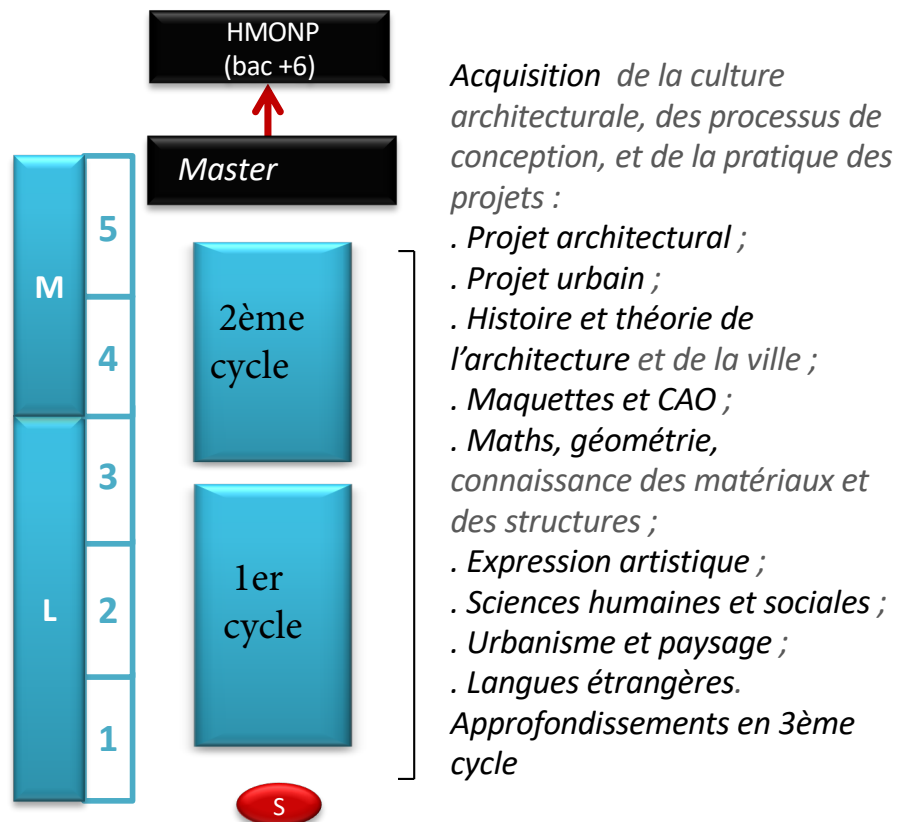 HMONP
(bac +6)
Master
M
L
5
4
3
2
1
2ème
cycle
1er
cycle
S
Acquisition de la culture
architecturale, des processus de
conception, et de la pratique des
projets :
. Projet architectural ;
. Projet urbain ;
. Histoire et théorie de
l’architecture et de la ville ;
. Maquettes et CAO ;
. Maths, géométrie,
connaissance des matériaux et
des structures ;
. Expression artistique ;
. Sciences humaines et sociales ;
. Urbanisme et paysage ;
. Langues étrangères.
Approfondissements en 3ème
cycle